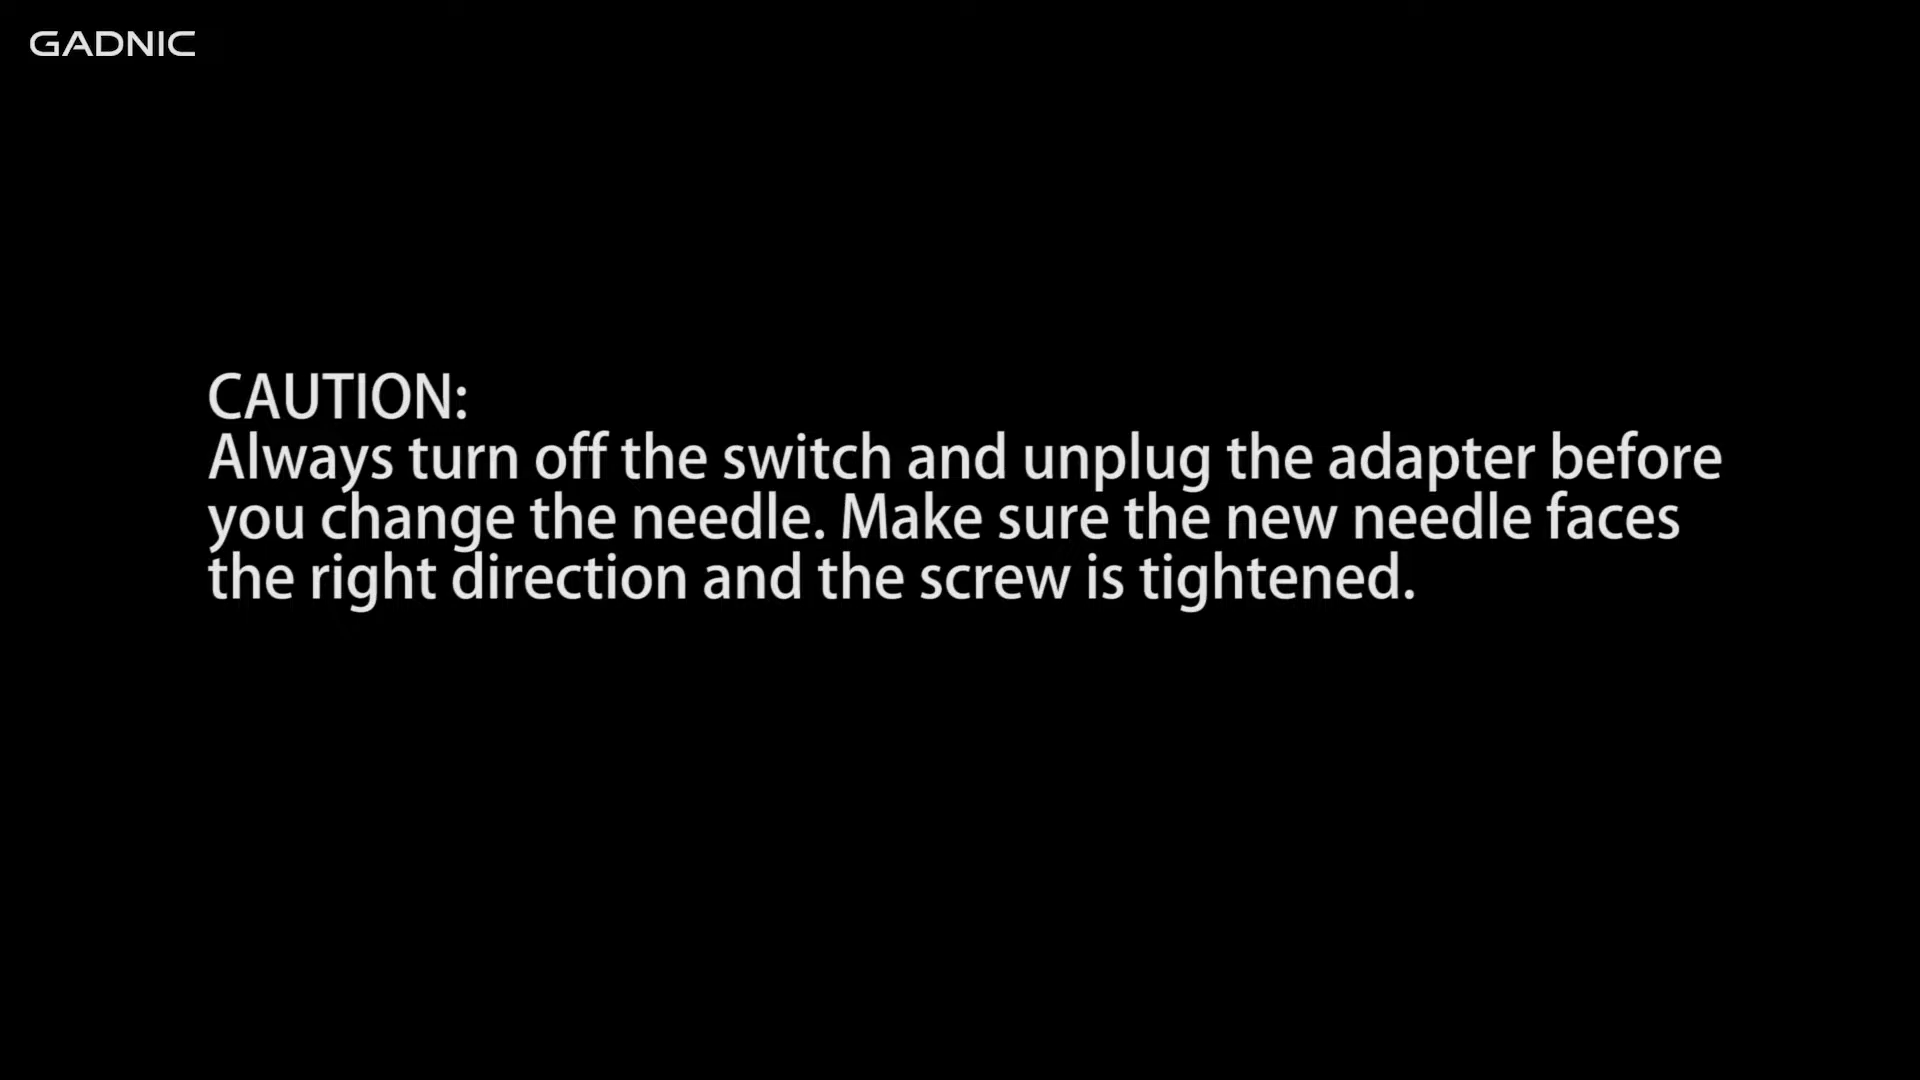 GADNIC
CAUTION:
Always turn off the switch and unplug the adapter before
you change the needle. Make sure the new needle faces
the right direction and the screw is tightened.